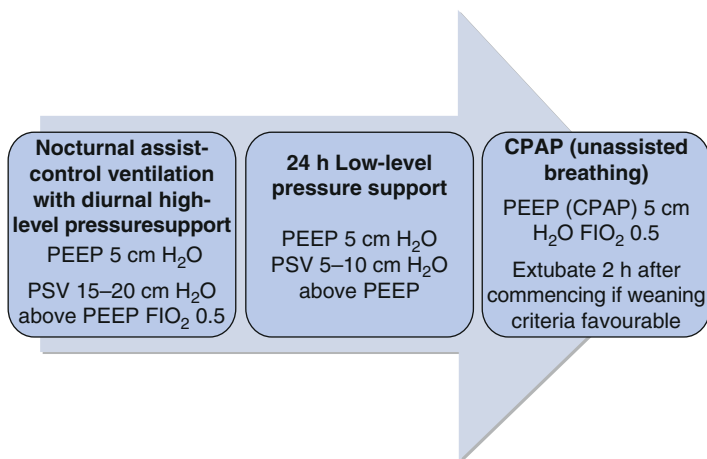 Nocturnal assist-
control ventilation
with diurnal high-
level pressuresupport
PEEP 5 cm H₂O
PSV 15–20 cm H₂O
above PEEP FIO₂ 0.5
24 h Low-level
pressure support
PEEP 5 cm H₂O
PSV 5–10 cm H₂O
above PEEP
CPAP (unassisted
breathing)
PEEP (CPAP) 5 cm
H₂O FIO₂ 0.5
Extubate 2 h after
commencing if weaning
criteria favourable